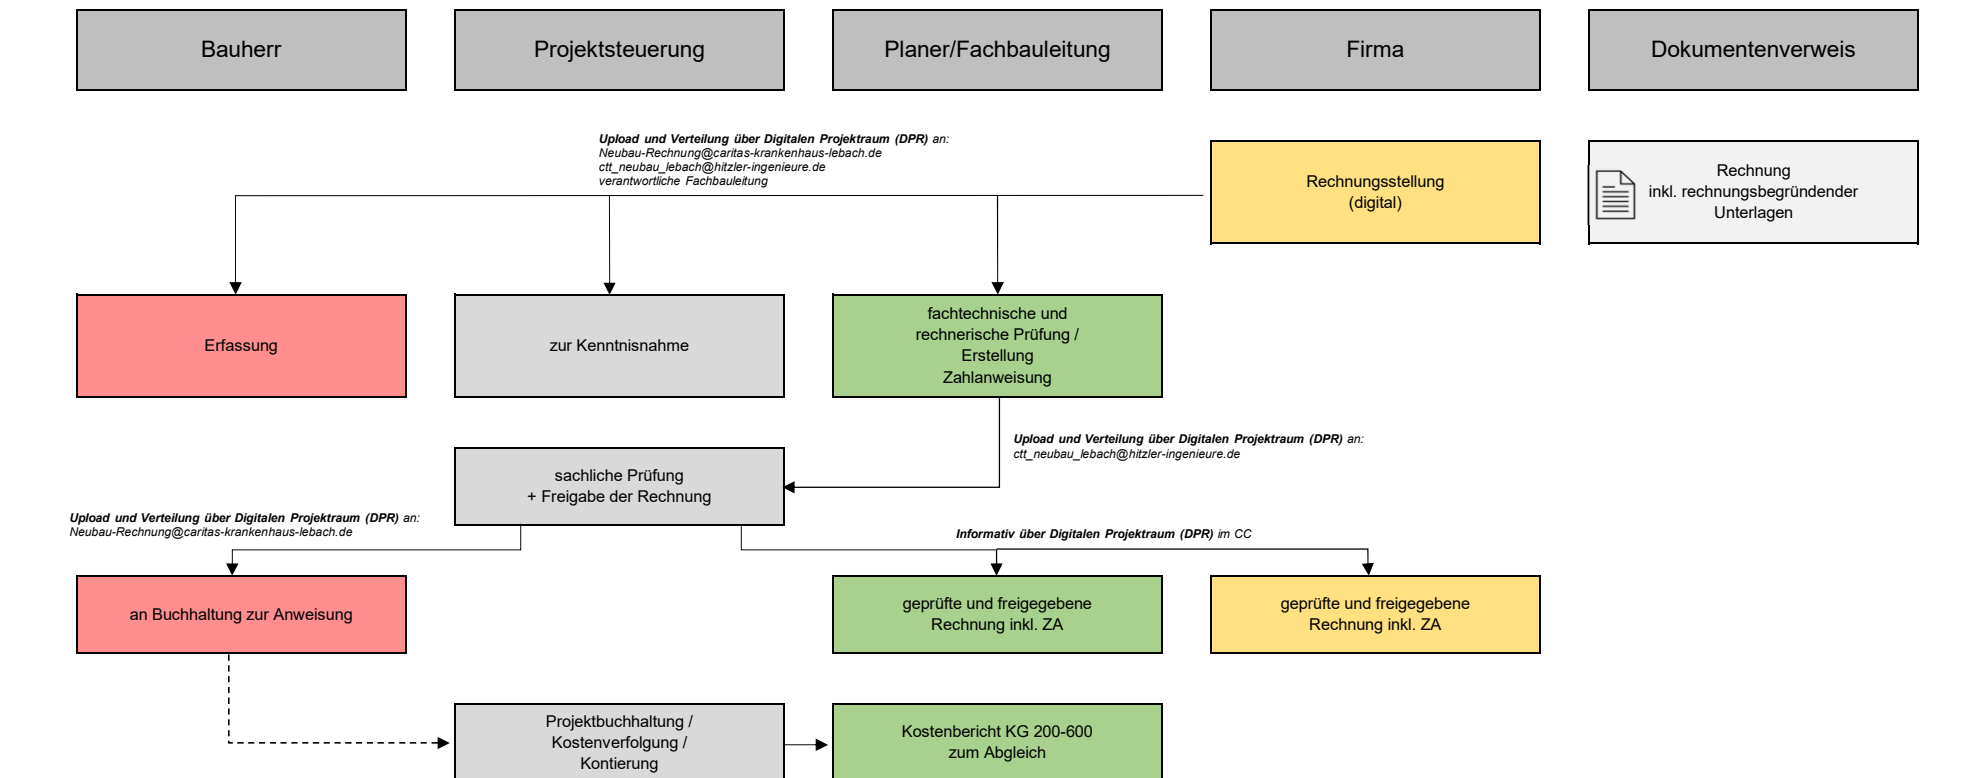 Bauherr
Projektsteuerung
Planer/Fachbauleitung
Firma
Dokumentenverweis
Upload und Verteilung über Digitalen Projektraum (DPR) an:
Neubau-Rechnung@caritas-krankenhaus-lebach.de
ctt_neubau_lebach@hitzler-ingenieure.de
verantwortliche Fachbauleitung
Rechnungsstellung
(digital)
Rechnung
inkl. rechnungsbegründender
Unterlagen
Erfassung
zur Kenntnisnahme
fachtechnische und
rechnerische Prüfung /
Erstellung
Zahlanweisung
Upload und Verteilung über Digitalen Projektraum (DPR) an:
ctt_neubau_lebach@hitzler-ingenieure.de
sachliche Prüfung
+ Freigabe der Rechnung
Upload und Verteilung über Digitalen Projektraum (DPR) an:
Neubau-Rechnung@caritas-krankenhaus-lebach.de
Informativ über Digitalen Projektraum (DPR) im CC
an Buchhaltung zur Anweisung
geprüfte und freigegebene
Rechnung inkl. ZA
geprüfte und freigegebene
Rechnung inkl. ZA
Projektbuchhaltung /
Kostenverfolgung /
Kontierung
Kostenbericht KG 200-600
zum Abgleich